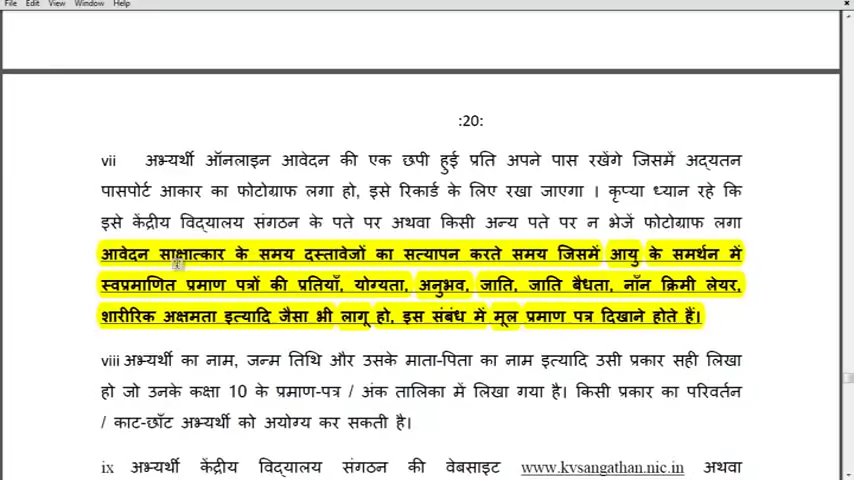 File Edit View Window Help
:20:
vii अभ्यर्थी ऑनलाइन आवेदन की एक छपी हुई प्रति अपने पास रखेंगे जिसमें अद्यतन
पासपोर्ट आकार का फोटोग्राफ लगा हो, इसे रिकार्ड के लिए रखा जाएगा । कृप्या ध्यान रहे कि
इसे केंद्रीय विद्यालय संगठन के पते पर अथवा किसी अन्य पते पर न भेजें फोटोग्राफ लगा
आवेदन साक्षात्कार के समय दस्तावेजों का सत्यापन करते समय जिसमें आयु के समर्थन में
स्वप्रमाणित प्रमाण पत्रों की प्रतियाँ, योग्यता, अनुभव, जाति, जाति बैधता, नॉन क्रिमी लेयर,
शारीरिक अक्षमता इत्यादि जैसा भी लागू हो, इस संबंध में मूल प्रमाण पत्र दिखाने होते हैं।
viii अभ्यर्थी का नाम, जन्म तिथि और उसके माता-पिता का नाम इत्यादि उसी प्रकार सही लिखा
हो जो उनके कक्षा 10 के प्रमाण-पत्र / अंक तालिका में लिखा गया है। किसी प्रकार का परिवर्तन
/ काट-छाँट अभ्यर्थी को अयोग्य कर सकती है।
ix अभ्यर्थी केंद्रीय विद्यालय संगठन की वेबसाइट www.kvsangathan.nic.in अथवा